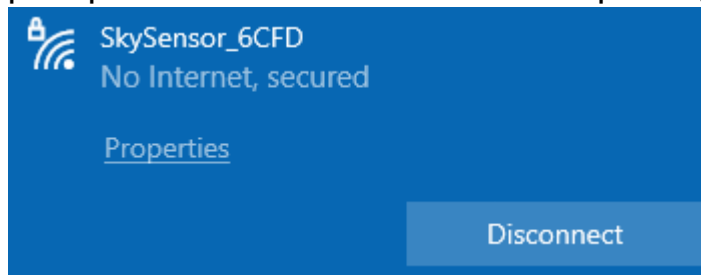 SkySensor_6CFD
No Internet, secured
Properties
Disconnect